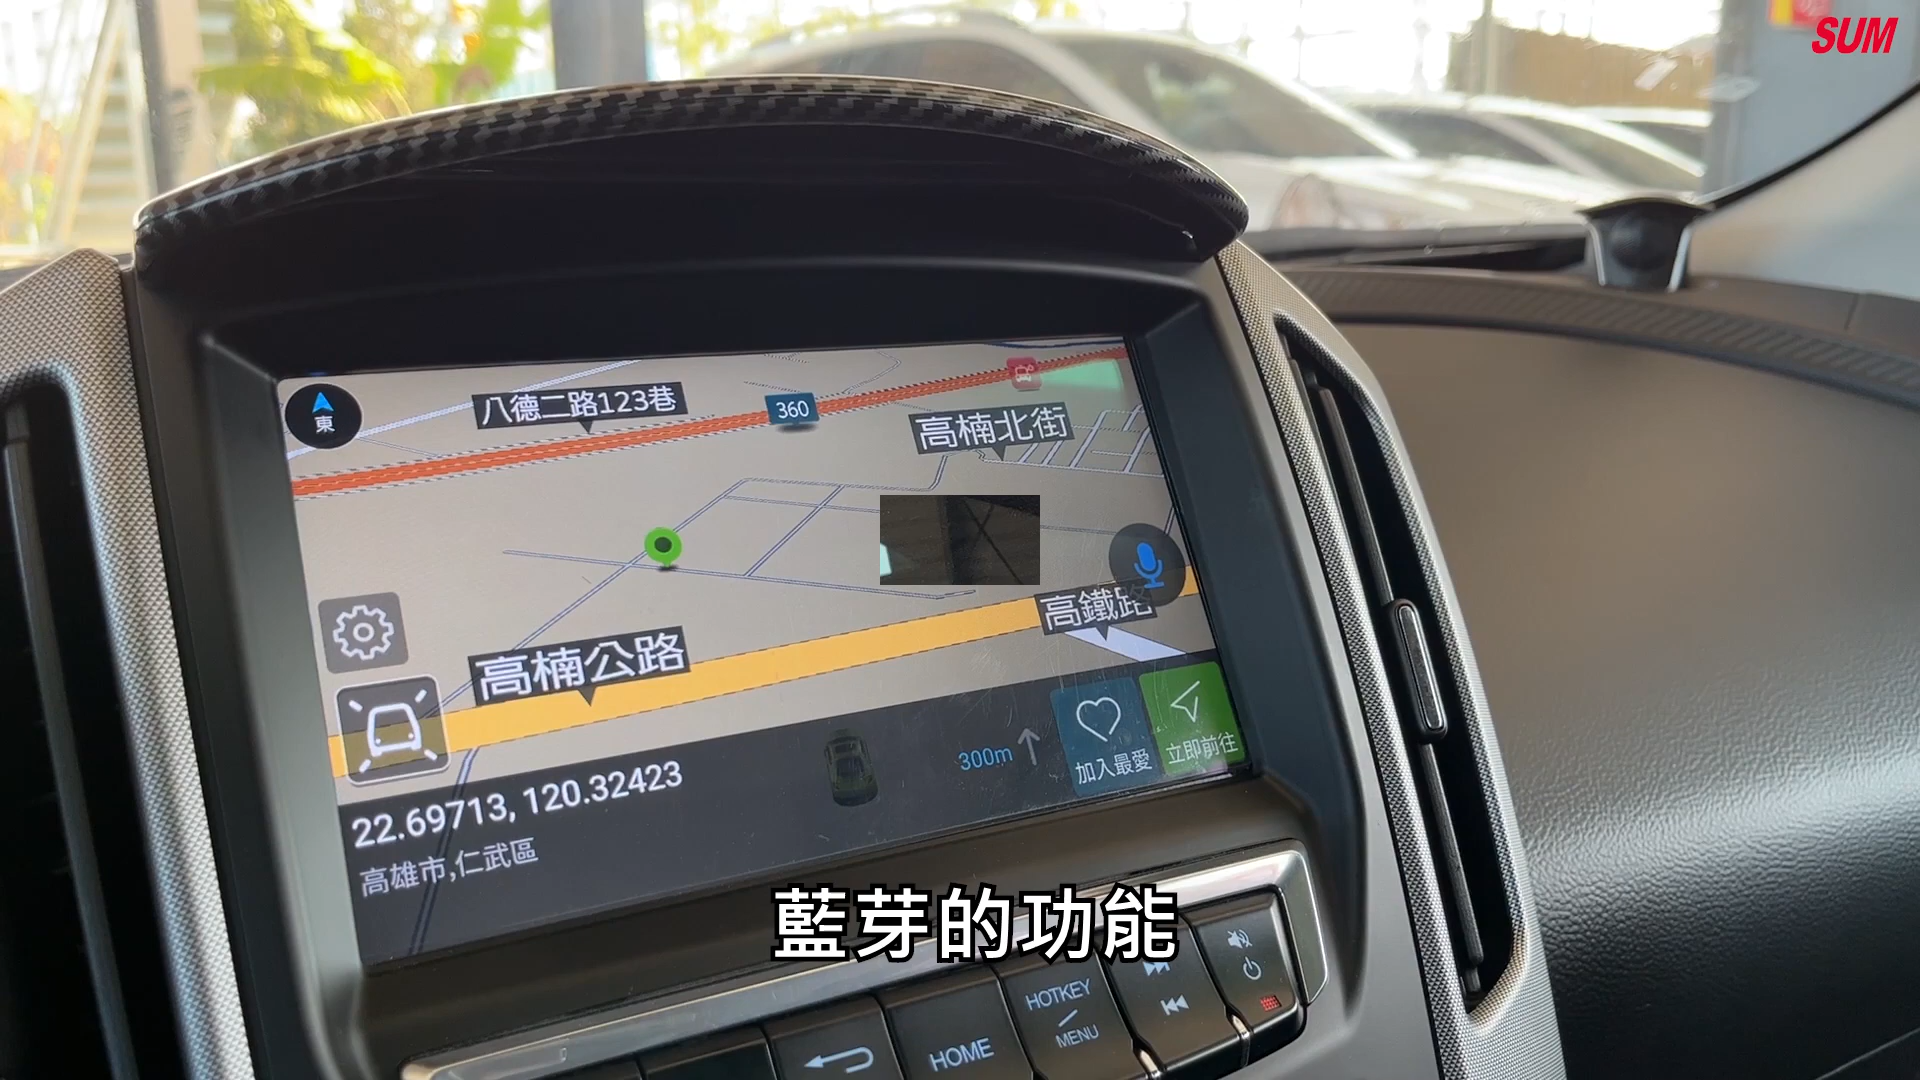 SUM
東
八德二路123巷
360
高楠北街
高鐵路
高楠公路
300m
加入最愛
立即前往
22.69713, 120.32423
高雄市,仁武區
藍芽的功能
HOTKEY
MENU
HOME